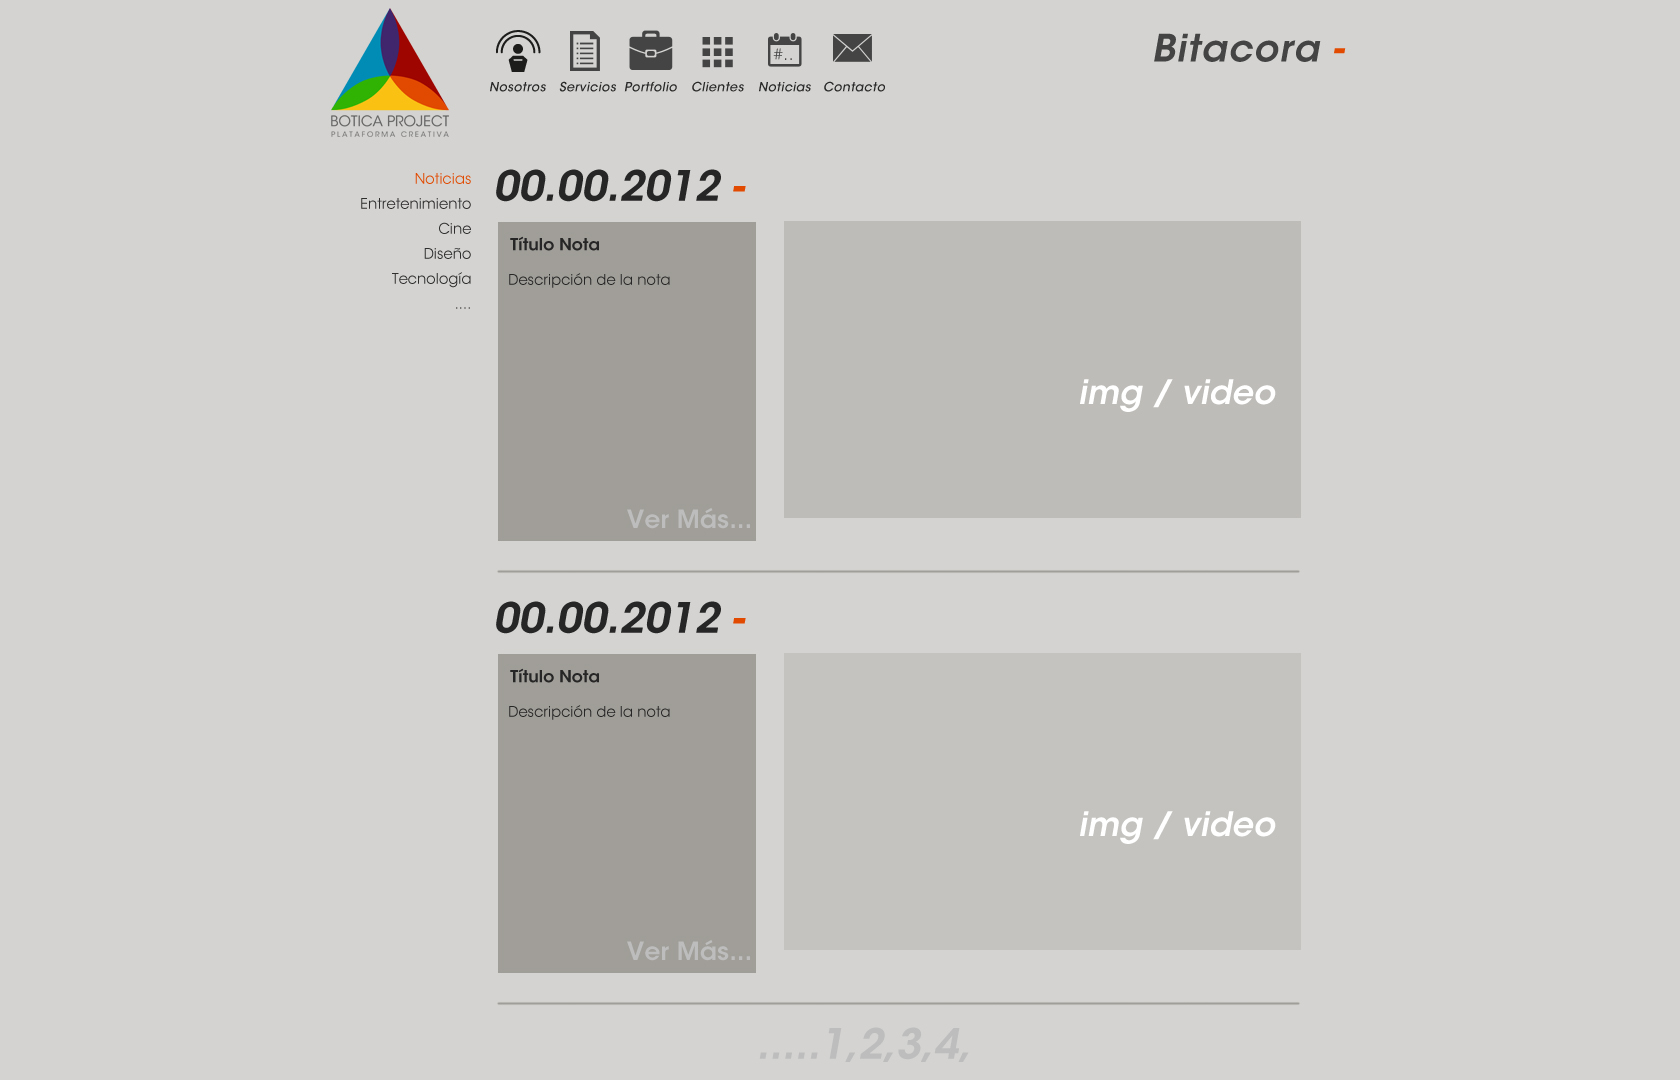 BOTICA PROJECT
PLATAFORMA CREATIVA
Nosotros Servicios Portfolio Clientes Noticias Contacto
#..
Bitacora -
Noticias
Entretenimiento
Cine
Diseño
Tecnología
....
00.00.2012 -
Título Nota
Descripción de la nota
Ver Más...
img / video
00.00.2012 -
Título Nota
Descripción de la nota
Ver Más...
img / video
.....1,2,3,4,